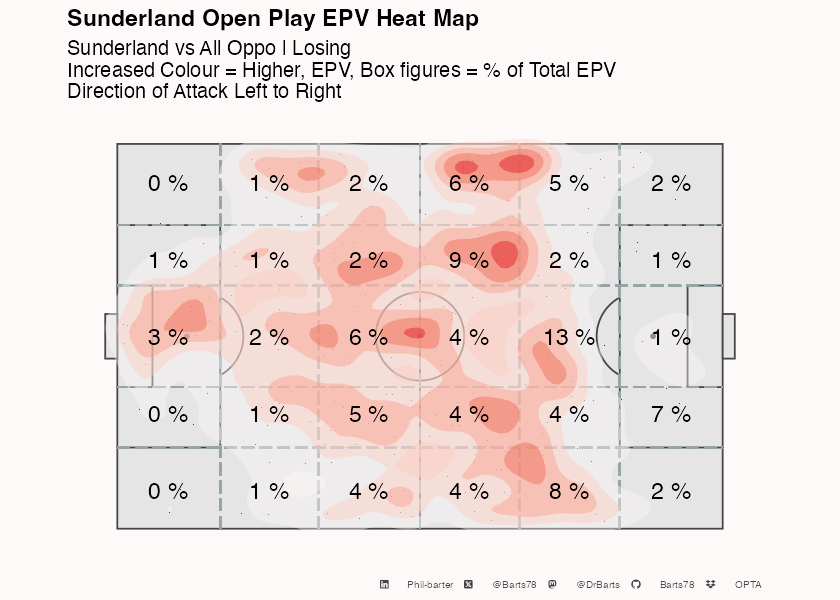 Sunderland Open Play EPV Heat Map
Sunderland vs All Oppo | Losing
Increased Colour = Higher, EPV, Box figures = % of Total EPV
Direction of Attack Left to Right
0 % 1 % 2 % 6 % 5 % 2 %
1 % 1 % 2 % 9 % 2 % 1 %
3 % 2 % 6 % 4 % 13 % 1 %
0 % 1 % 5 % 4 % 4 % 7 %
0 % 1 % 4 % 4 % 8 % 2 %
Phil-barter @Barts78 @DrBarts Barts78 OPTA